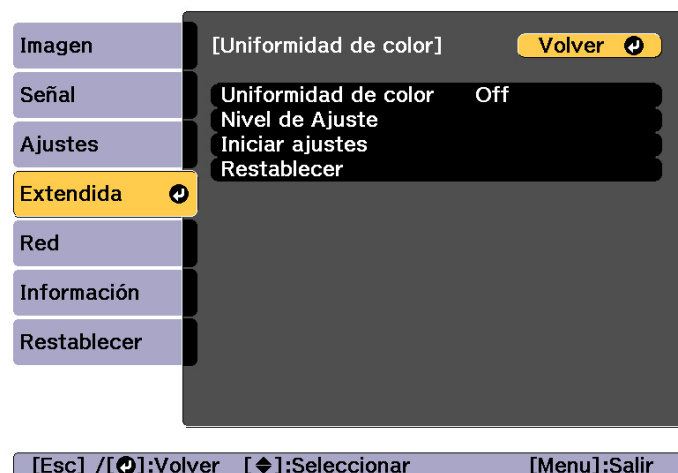 Imagen
Señal
Ajustes
Extendida
Red
Información
Restablecer
[Uniformidad de color] Volver
Uniformidad de color Off
Nivel de Ajuste
Iniciar ajustes
Restablecer
[Esc] /[↵]:Volver [◆]:Seleccionar [Menu]:Salir